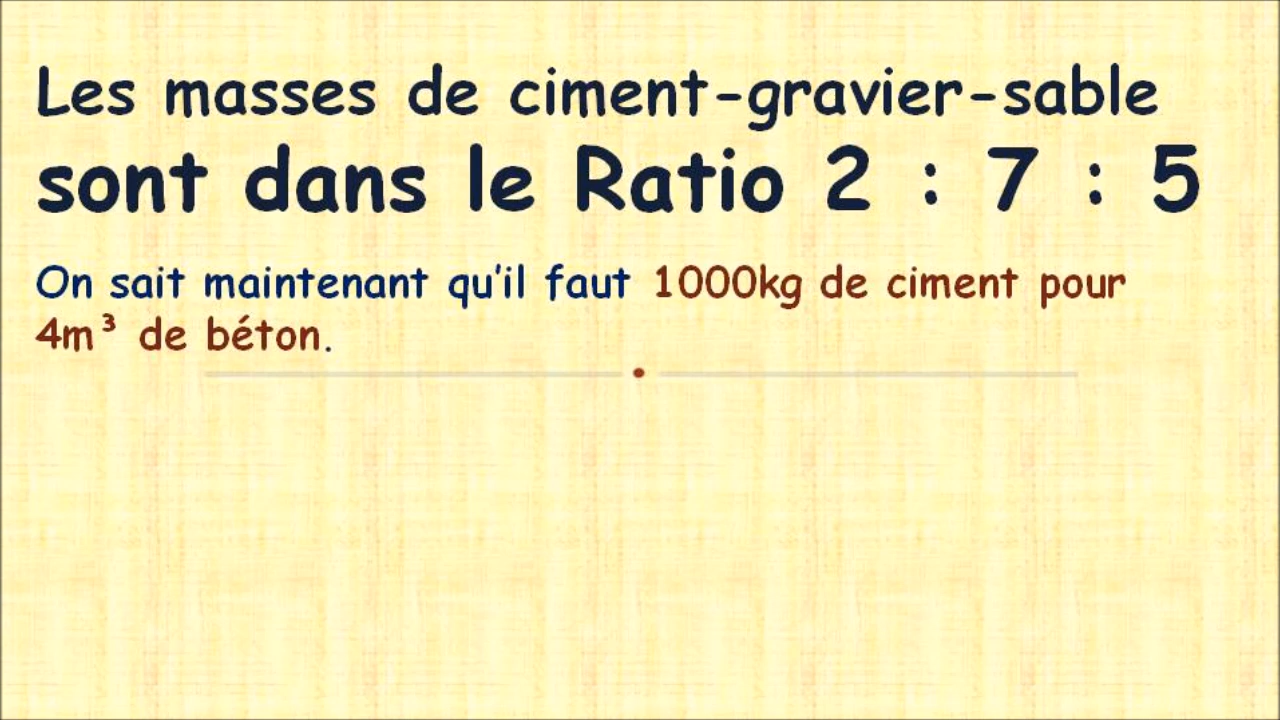 Les masses de ciment-gravier-sable
sont dans le Ratio 2 : 7 : 5
On sait maintenant qu'il faut 1000kg de ciment pour
4m³ de béton.